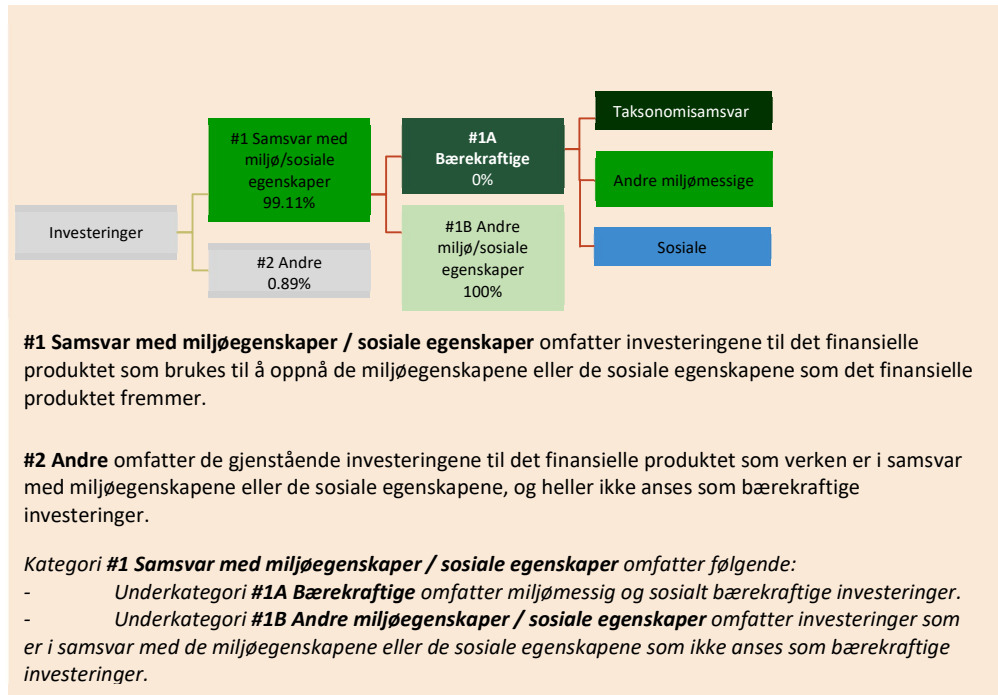 Investeringer
#1 Samsvar med
miljø/sosiale
egenskaper
99.11%
#2 Andre
0.89%
#1A
Bærekraftige
0%
#1B Andre
miljø/sosiale
egenskaper
100%
Taksonomisamsvar
Andre miljømessige
Sosiale
#1 Samsvar med miljøegenskaper / sosiale egenskaper omfatter investeringene til det finansielle
produktet som brukes til å oppnå de miljøegenskapene eller de sosiale egenskapene som det finansielle
produktet fremmer.
#2 Andre omfatter de gjenstående investeringene til det finansielle produktet som verken er i samsvar
med miljøegenskapene eller de sosiale egenskapene, og heller ikke anses som bærekraftige
investeringer.
Kategori #1 Samsvar med miljøegenskaper / sosiale egenskaper omfatter følgende:
- Underkategori #1A Bærekraftige omfatter miljømessig og sosialt bærekraftige investeringer.
- Underkategori #1B Andre miljøegenskaper / sosiale egenskaper omfatter investeringer som
er i samsvar med de miljøegenskapene eller de sosiale egenskapene som ikke anses som bærekraftige
investeringer.